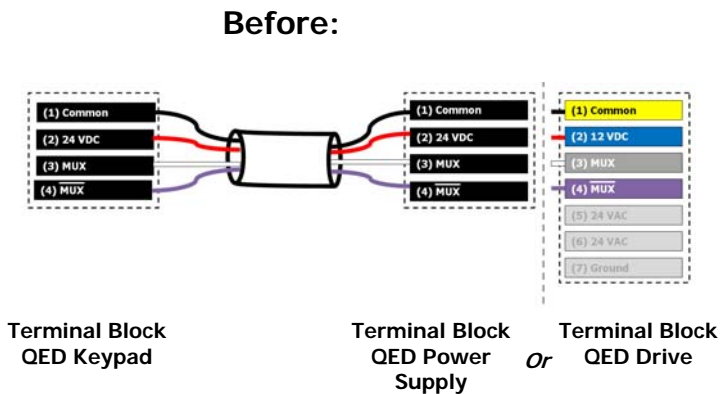 Before:
(1) Common
(2) 24 VDC
(3) MUX
(4) MUX
(1) Common
(2) 24 VDC
(3) MUX
(4) MUX
(1) Common
(2) 12 VDC
(3) MUX
(4) MUX
(5) 24 VAC
(6) 24 VAC
(7) Ground
Terminal Block
QED Keypad
Terminal Block
QED Power
Supply
Or
Terminal Block
QED Drive